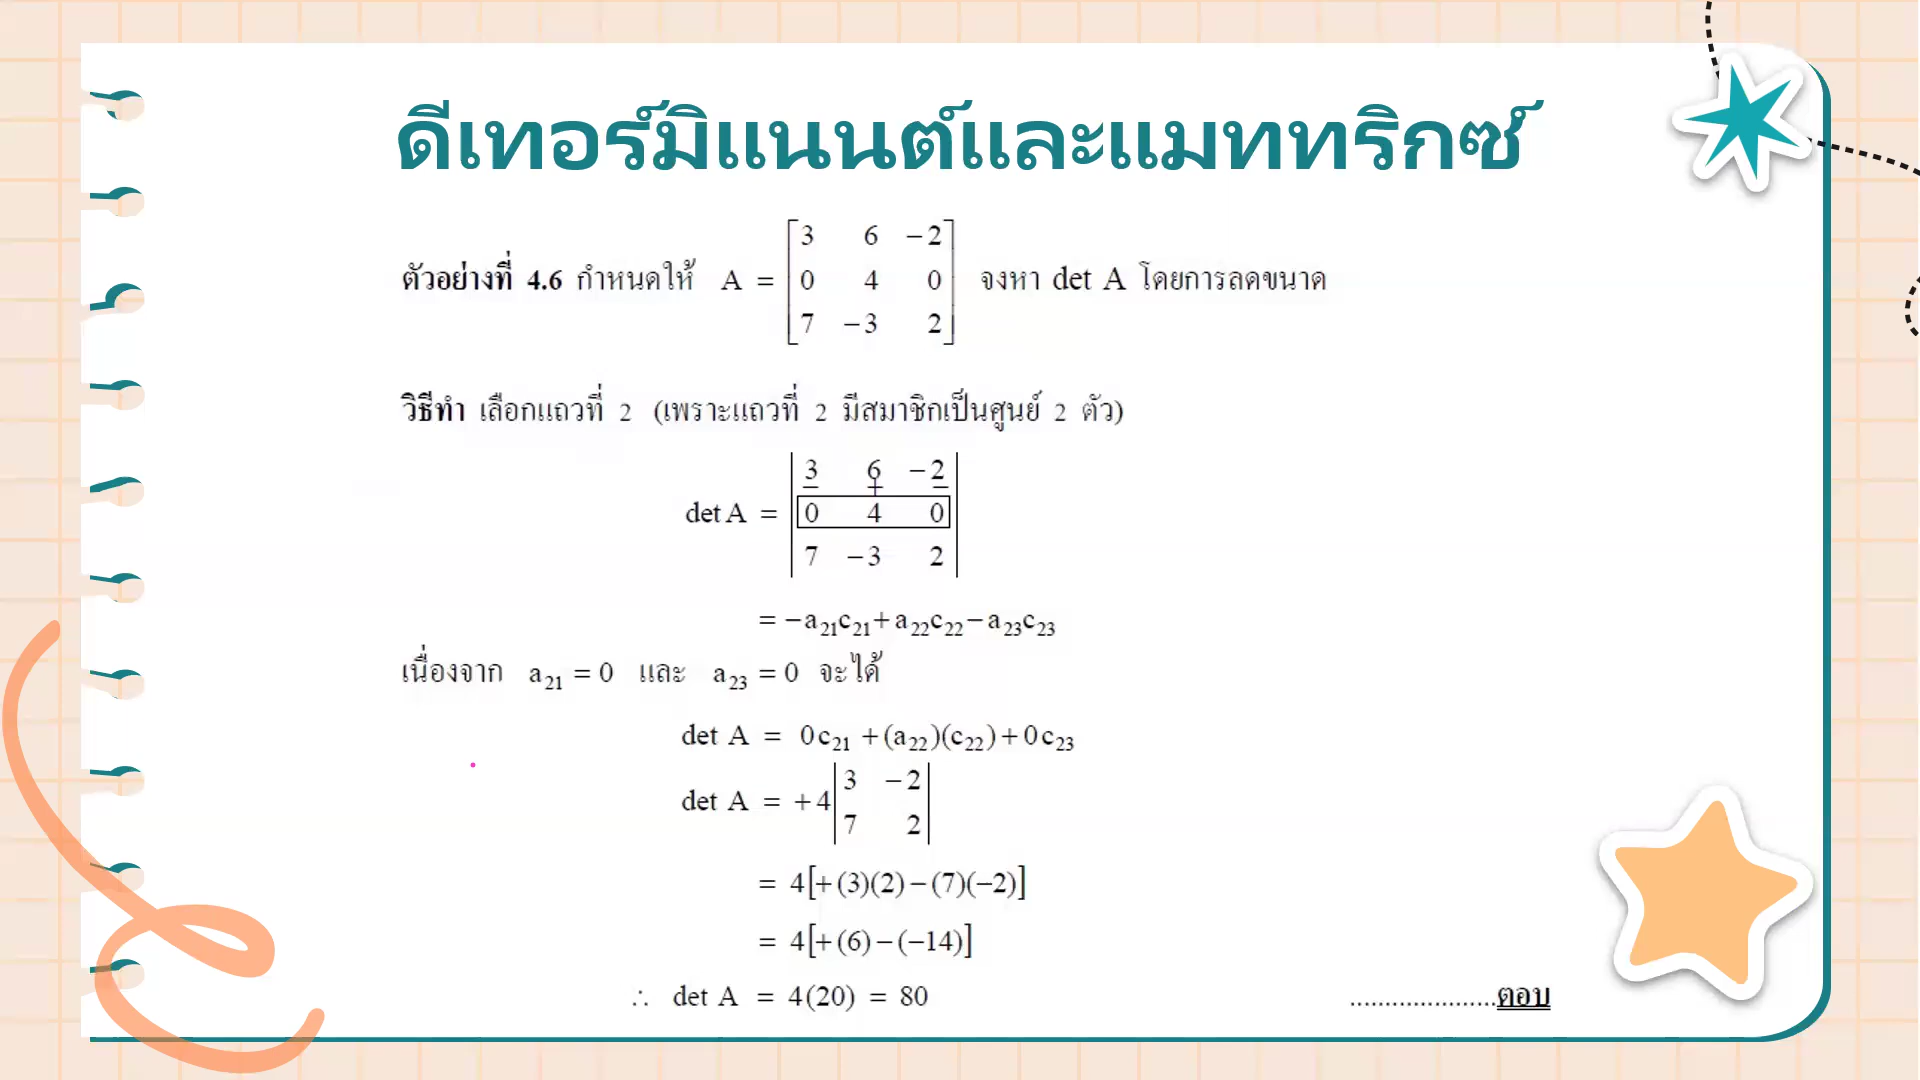 ดีเทอร์มิแนนต์และแมททริกซ์
ตัวอย่างที่ 4.6 กำหนดให้ A = [3 6 −2
0 4 0
7 −3 2] จงหา det A โดยการลดขนาด
วิธีทำ เลือกแถวที่ 2 (เพราะแถวที่ 2 มีสมาชิกเป็นศูนย์ 2 ตัว)
det A = |3 6 −2
− + −
0 4 0
7 −3 2|
= −a₂₁c₂₁+a₂₂c₂₂−a₂₃c₂₃
เนื่องจาก a₂₁ = 0 และ a₂₃ = 0 จะได้
det A = 0c₂₁ +(a₂₂)(c₂₂)+0c₂₃
det A = +4|3 −2
7 2|
= 4[+(3)(2)−(7)(−2)]
= 4[+(6)−(−14)]
∴ det A = 4(20) = 80 .....................ตอบ